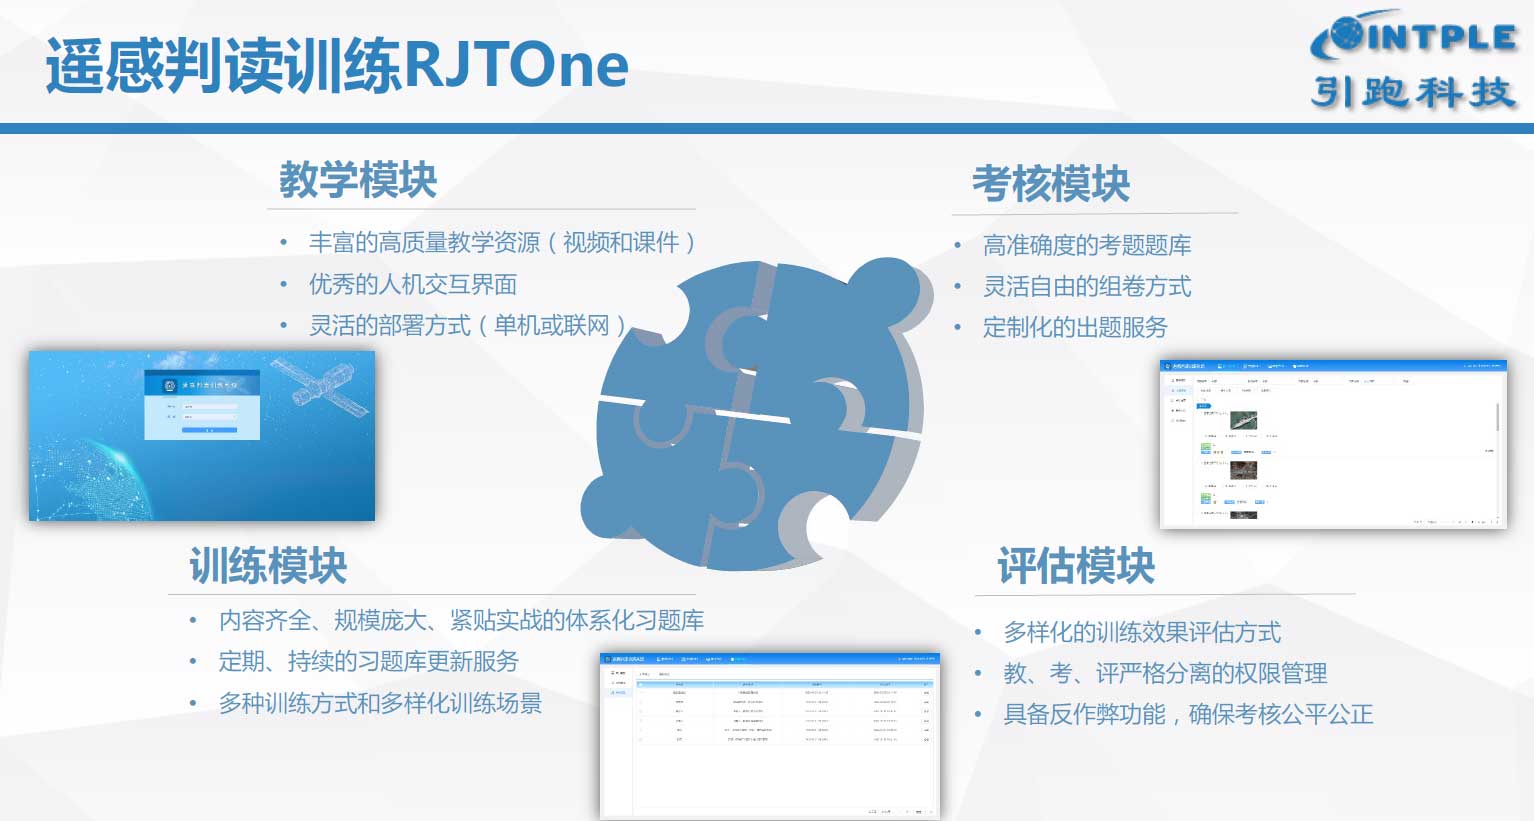 遥感判读训练RJTOne
INTPLE
引跑科技
教学模块
• 丰富的高质量教学资源（视频和课件）
• 优秀的人机交互界面
• 灵活的部署方式（单机或联网）
考核模块
• 高准确度的考题题库
• 灵活自由的组卷方式
• 定制化的出题服务
遥感判读训练系统
训练模块
• 内容齐全、规模庞大、紧贴实战的体系化习题库
• 定期、持续的习题库更新服务
• 多种训练方式和多样化训练场景
评估模块
• 多样化的训练效果评估方式
• 教、考、评严格分离的权限管理
• 具备反作弊功能，确保考核公平公正